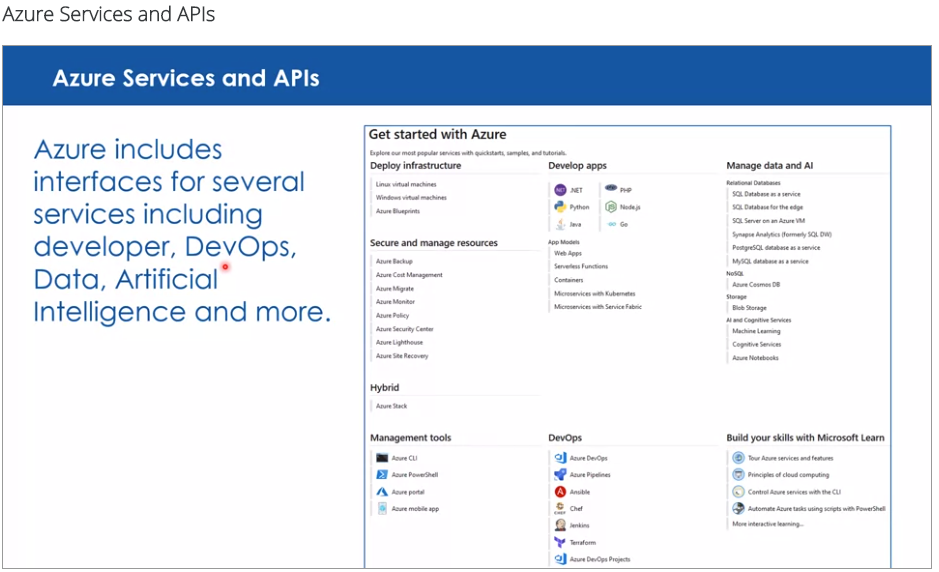 Azure Services and APIs
Azure Services and APIs
Azure includes
interfaces for several
services including
developer, DevOps,
Data, Artificial
Intelligence and more.
Get started with Azure
Explore our most popular services with quickstarts, samples, and tutorials.
Deploy infrastructure
Linux virtual machines
Windows virtual machines
Azure Blueprints
Secure and manage resources
Azure Backup
Azure Cost Management
Azure Migrate
Azure Monitor
Azure Policy
Azure Security Center
Azure Lighthouse
Azure Site Recovery
Hybrid
Azure Stack
Management tools
Azure CLI
Azure PowerShell
Azure portal
Azure mobile app
Develop apps
.NET
PHP
Python
Node.js
Java
Go
App Models
Web Apps
Serverless Functions
Containers
Microservices with Kubernetes
Microservices with Service Fabric
DevOps
Azure DevOps
Azure Pipelines
Ansible
Chef
Jenkins
Terraform
Azure DevOps Projects
Manage data and AI
Relational Databases
SQL Database as a service
SQL Database for the edge
SQL Server on an Azure VM
Synapse Analytics (formerly SQL DW)
PostgreSQL database as a service
MySQL database as a service
NoSQL
Azure Cosmos DB
Storage
Blob Storage
AI and Cognitive Services
Machine Learning
Cognitive Services
Azure Notebooks
Build your skills with Microsoft Learn
Tour Azure services and features
Principles of cloud computing
Control Azure services with the CLI
Automate Azure tasks using scripts with PowerShell
More interactive learning...